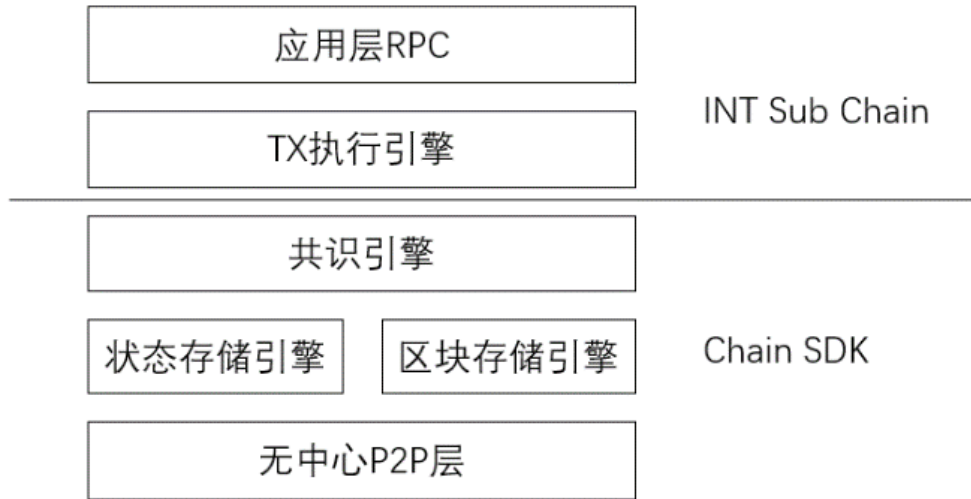 应用层RPC
INT Sub Chain
TX执行引擎
共识引擎
状态存储引擎
区块存储引擎
Chain SDK
无中心P2P层